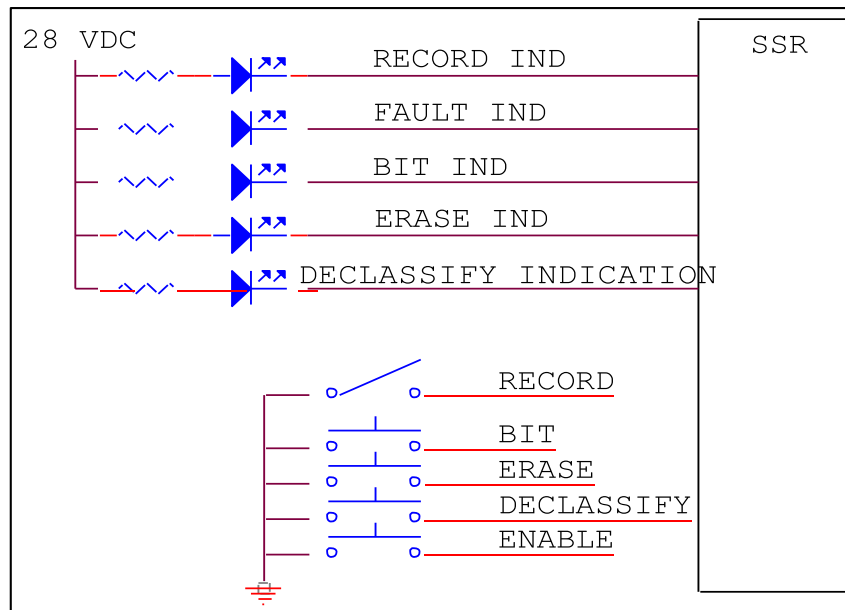 28 VDC
SSR
RECORD IND
FAULT IND
BIT IND
ERASE IND
DECLASSIFY INDICATION
RECORD
BIT
ERASE
DECLASSIFY
ENABLE